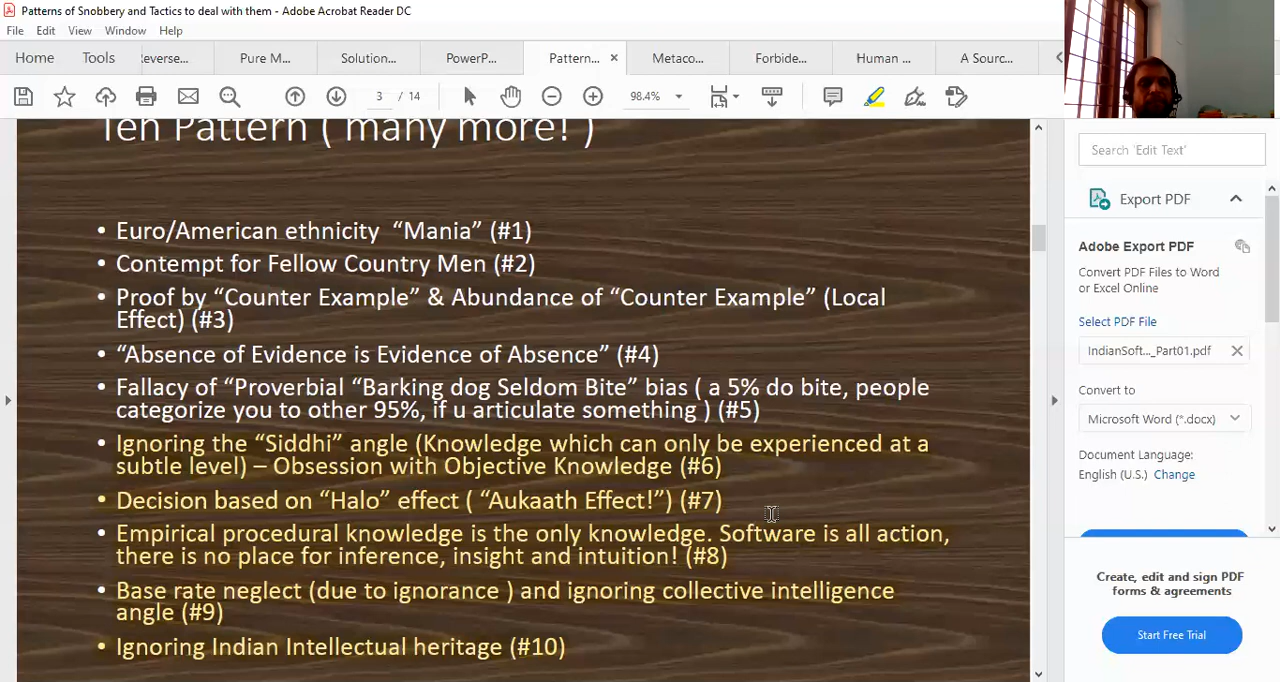 Patterns of Snobbery and Tactics to deal with them - Adobe Acrobat Reader DC
File Edit View Window Help
Home Tools everse... Pure M... Solution... PowerP... Pattern... × Metaco... Forbide... Human ... A Sourc...
3 / 14 98.4%
Ten Pattern ( many more! )
• Euro/American ethnicity “Mania” (#1)
• Contempt for Fellow Country Men (#2)
• Proof by “Counter Example” & Abundance of “Counter Example” (Local
Effect) (#3)
• “Absence of Evidence is Evidence of Absence” (#4)
• Fallacy of “Proverbial “Barking dog Seldom Bite” bias ( a 5% do bite, people
categorize you to other 95%, if u articulate something ) (#5)
• Ignoring the “Siddhi” angle (Knowledge which can only be experienced at a
subtle level) – Obsession with Objective Knowledge (#6)
• Decision based on “Halo” effect ( “Aukaath Effect!”) (#7)
• Empirical procedural knowledge is the only knowledge. Software is all action,
there is no place for inference, insight and intuition! (#8)
• Base rate neglect (due to ignorance ) and ignoring collective intelligence
angle (#9)
• Ignoring Indian Intellectual heritage (#10)
Search 'Edit Text'
Export PDF
Adobe Export PDF
Convert PDF Files to Word
or Excel Online
Select PDF File
IndianSoft..._Part01.pdf
Convert to
Microsoft Word (*.docx)
Document Language:
English (U.S.) Change
Create, edit and sign PDF
forms & agreements
Start Free Trial